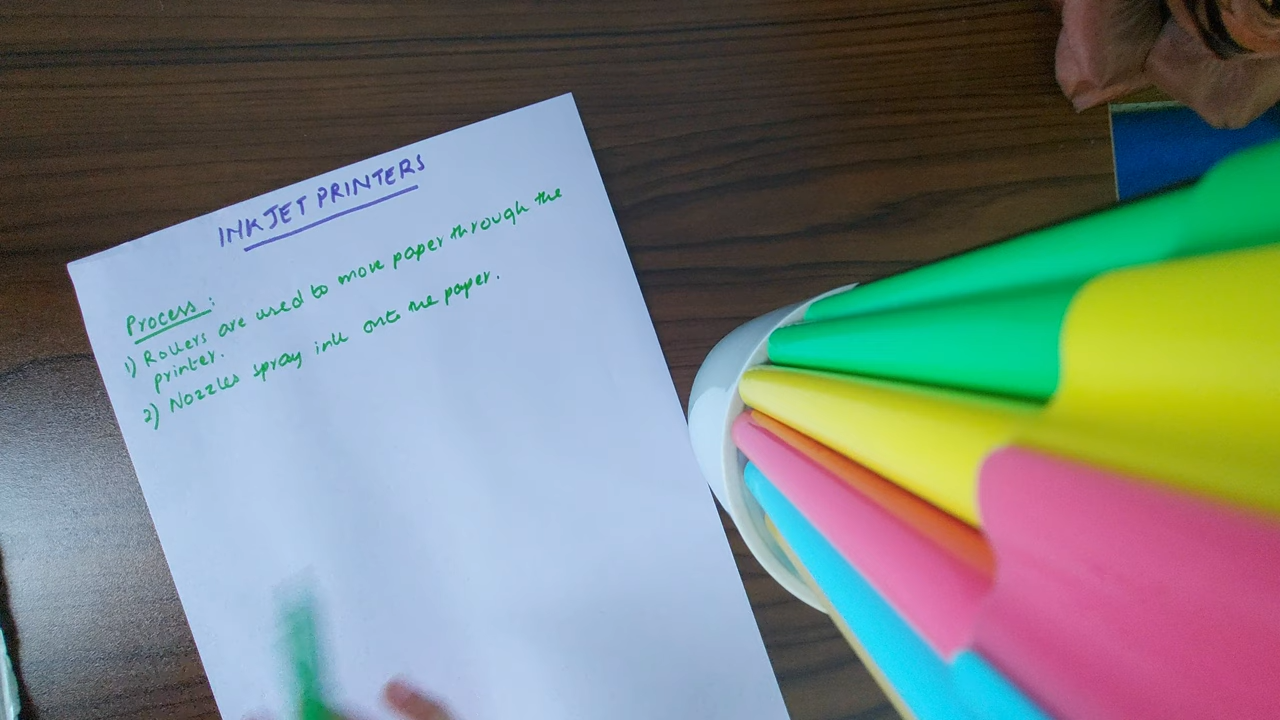 INKJET PRINTERS
Process:
1) Rollers are used to move paper through the
printer.
2) Nozzles spray ink onto the paper.